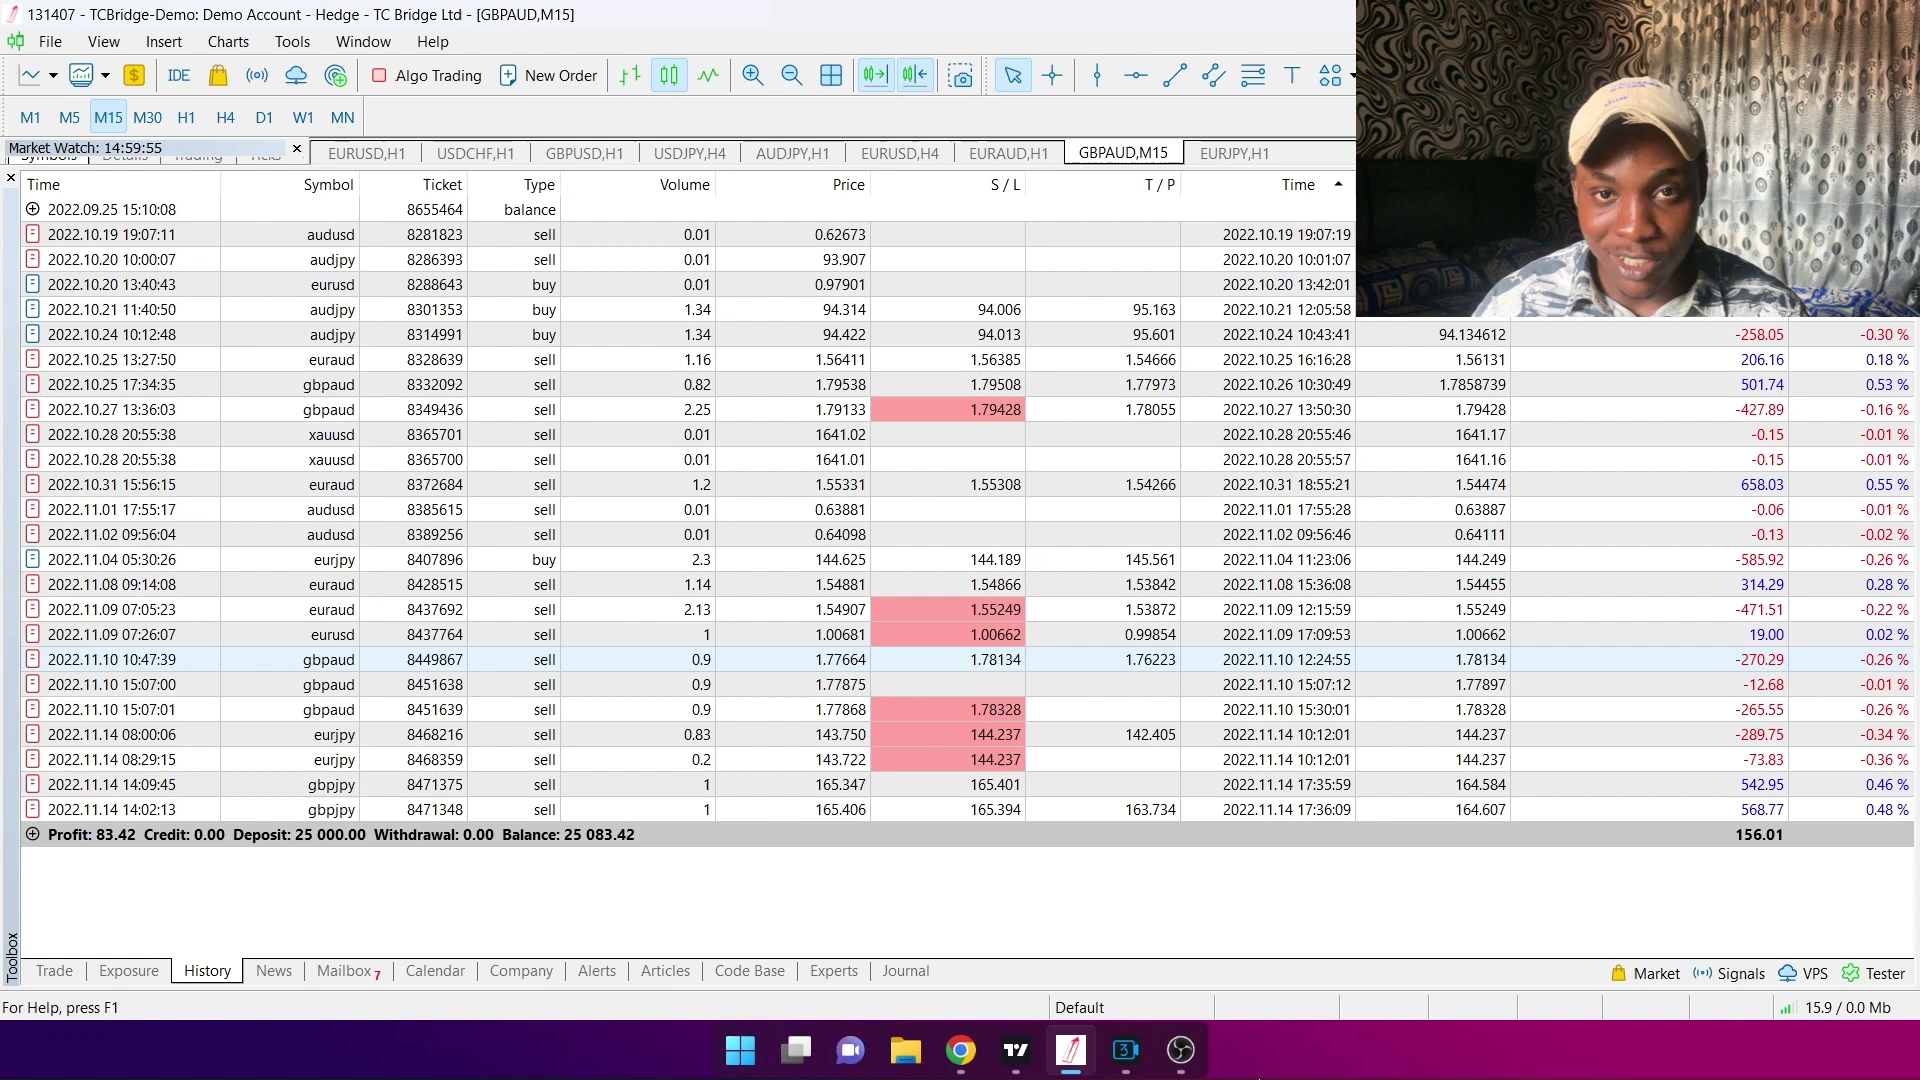 131407 - TCBridge-Demo: Demo Account - Hedge - TC Bridge Ltd - [GBPAUD,M15]
File View Insert Charts Tools Window Help
IDE Algo Trading New Order
M1 M5 M15 M30 H1 H4 D1 W1 MN
Market Watch: 14:59:55
Symbols Details Trading Ticks
EURUSD,H1 USDCHF,H1 GBPUSD,H1 USDJPY,H4 AUDJPY,H1 EURUSD,H4 EURAUD,H1 GBPAUD,M15 EURJPY,H1
Time Symbol Ticket Type Volume Price S / L T / P Time
2022.09.25 15:10:08 8655464 balance
2022.10.19 19:07:11 audusd 8281823 sell 0.01 0.62673 2022.10.19 19:07:19
2022.10.20 10:00:07 audjpy 8286393 sell 0.01 93.907 2022.10.20 10:01:07
2022.10.20 13:40:43 eurusd 8288643 buy 0.01 0.97901 2022.10.20 13:42:01
2022.10.21 11:40:50 audjpy 8301353 buy 1.34 94.314 94.006 95.163 2022.10.21 12:05:58
2022.10.24 10:12:48 audjpy 8314991 buy 1.34 94.422 94.013 95.601 2022.10.24 10:43:41 94.134612 -258.05 -0.30 %
2022.10.25 13:27:50 euraud 8328639 sell 1.16 1.56411 1.56385 1.54666 2022.10.25 16:16:28 1.56131 206.16 0.18 %
2022.10.25 17:34:35 gbpaud 8332092 sell 0.82 1.79538 1.79508 1.77973 2022.10.26 10:30:49 1.7858739 501.74 0.53 %
2022.10.27 13:36:03 gbpaud 8349436 sell 2.25 1.79133 1.79428 1.78055 2022.10.27 13:50:30 1.79428 -427.89 -0.16 %
2022.10.28 20:55:38 xauusd 8365701 sell 0.01 1641.02 2022.10.28 20:55:46 1641.17 -0.15 -0.01 %
2022.10.28 20:55:38 xauusd 8365700 sell 0.01 1641.01 2022.10.28 20:55:57 1641.16 -0.15 -0.01 %
2022.10.31 15:56:15 euraud 8372684 sell 1.2 1.55331 1.55308 1.54266 2022.10.31 18:55:21 1.54474 658.03 0.55 %
2022.11.01 17:55:17 audusd 8385615 sell 0.01 0.63881 2022.11.01 17:55:28 0.63887 -0.06 -0.01 %
2022.11.02 09:56:04 audusd 8389256 sell 0.01 0.64098 2022.11.02 09:56:46 0.64111 -0.13 -0.02 %
2022.11.04 05:30:26 eurjpy 8407896 buy 2.3 144.625 144.189 145.561 2022.11.04 11:23:06 144.249 -585.92 -0.26 %
2022.11.08 09:14:08 euraud 8428515 sell 1.14 1.54881 1.54866 1.53842 2022.11.08 15:36:08 1.54455 314.29 0.28 %
2022.11.09 07:05:23 euraud 8437692 sell 2.13 1.54907 1.55249 1.53872 2022.11.09 12:15:59 1.55249 -471.51 -0.22 %
2022.11.09 07:26:07 eurusd 8437764 sell 1 1.00681 1.00662 0.99854 2022.11.09 17:09:53 1.00662 19.00 0.02 %
2022.11.10 10:47:39 gbpaud 8449867 sell 0.9 1.77664 1.78134 1.76223 2022.11.10 12:24:55 1.78134 -270.29 -0.26 %
2022.11.10 15:07:00 gbpaud 8451638 sell 0.9 1.77875 2022.11.10 15:07:12 1.77897 -12.68 -0.01 %
2022.11.10 15:07:01 gbpaud 8451639 sell 0.9 1.77868 1.78328 2022.11.10 15:30:01 1.78328 -265.55 -0.26 %
2022.11.14 08:00:06 eurjpy 8468216 sell 0.83 143.750 144.237 142.405 2022.11.14 10:12:01 144.237 -289.75 -0.34 %
2022.11.14 08:29:15 eurjpy 8468359 sell 0.2 143.722 144.237 2022.11.14 10:12:01 144.237 -73.83 -0.36 %
2022.11.14 14:09:45 gbpjpy 8471375 sell 1 165.347 165.401 2022.11.14 17:35:59 164.584 542.95 0.46 %
2022.11.14 14:02:13 gbpjpy 8471348 sell 1 165.406 165.394 163.734 2022.11.14 17:36:09 164.607 568.77 0.48 %
Profit: 83.42 Credit: 0.00 Deposit: 25 000.00 Withdrawal: 0.00 Balance: 25 083.42 156.01
Toolbox
Trade Exposure History News Mailbox 7 Calendar Company Alerts Articles Code Base Experts Journal Market Signals VPS Tester
For Help, press F1 Default 15.9 / 0.0 Mb